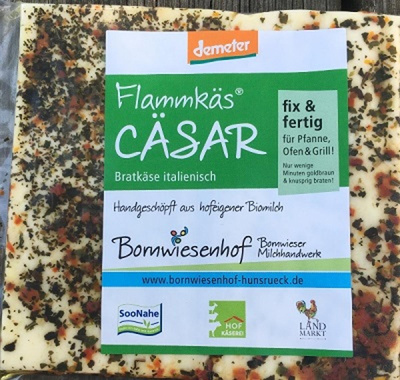 demeter
Flammkäs®
CÄSAR
Bratkäse italienisch
fix &
fertig
für Pfanne,
Ofen & Grill!
Nur wenige
Minuten goldbraun
& knusprig braten!
Handgeschöpft aus hofeigener Biomilch
Bornwiesenhof
Bornwieser
Milchhandwerk
www.bornwiesenhof-hunsrueck.de
SooNahe
HOF
KÄSEREI
LAND
MARKT